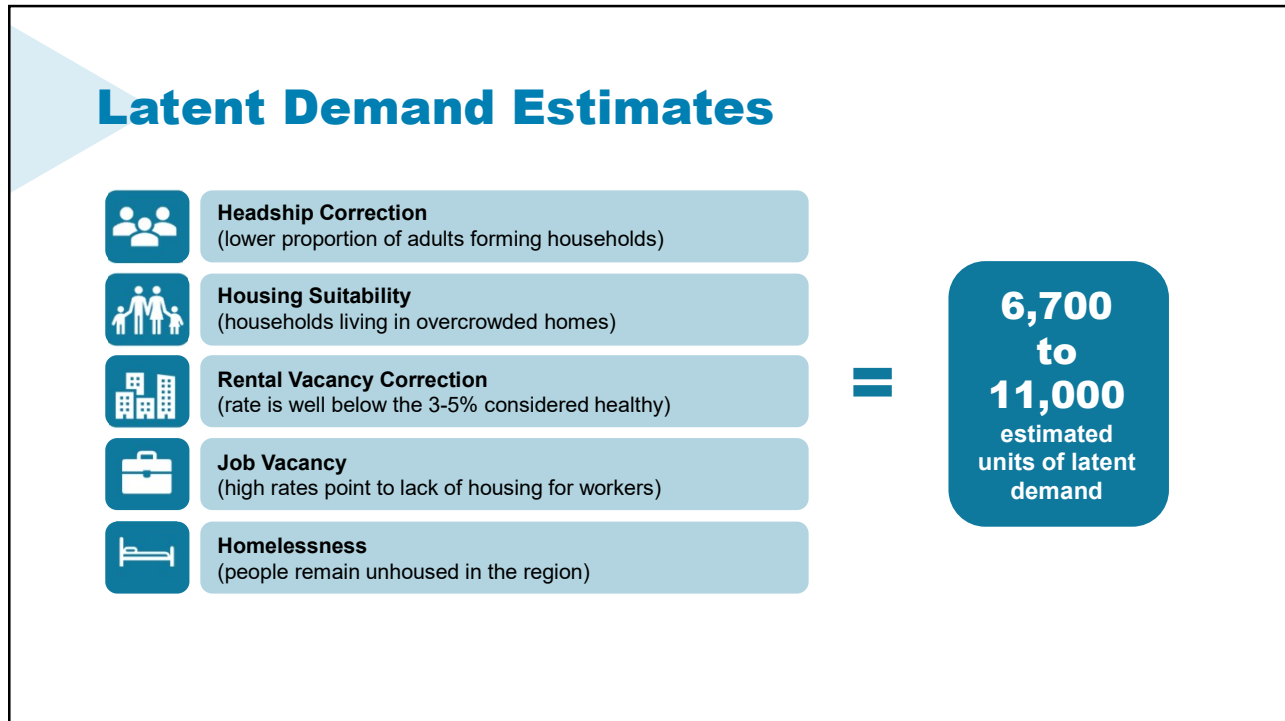 Latent Demand Estimates
Headship Correction
(lower proportion of adults forming households)
Housing Suitability
(households living in overcrowded homes)
Rental Vacancy Correction
(rate is well below the 3-5% considered healthy)
Job Vacancy
(high rates point to lack of housing for workers)
Homelessness
(people remain unhoused in the region)
=
6,700
to
11,000
estimated
units of latent
demand